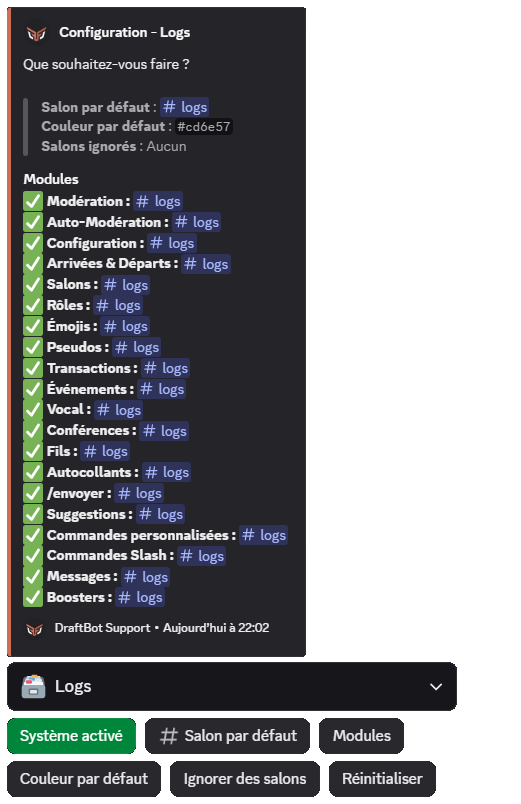 Configuration - Logs
Que souhaitez-vous faire ?
Salon par défaut : # logs
Couleur par défaut : #cd6e57
Salons ignorés : Aucun
Modules
Modération : # logs
Auto-Modération : # logs
Configuration : # logs
Arrivées & Départs : # logs
Salons : # logs
Rôles : # logs
Émojis : # logs
Pseudos : # logs
Transactions : # logs
Événements : # logs
Vocal : # logs
Conférences : # logs
Fils : # logs
Autocollants : # logs
/envoyer : # logs
Suggestions : # logs
Commandes personnalisées : # logs
Commandes Slash : # logs
Messages : # logs
Boosters : # logs
DraftBot Support • Aujourd'hui à 22:02
Logs
Système activé # Salon par défaut Modules
Couleur par défaut Ignorer des salons Réinitialiser